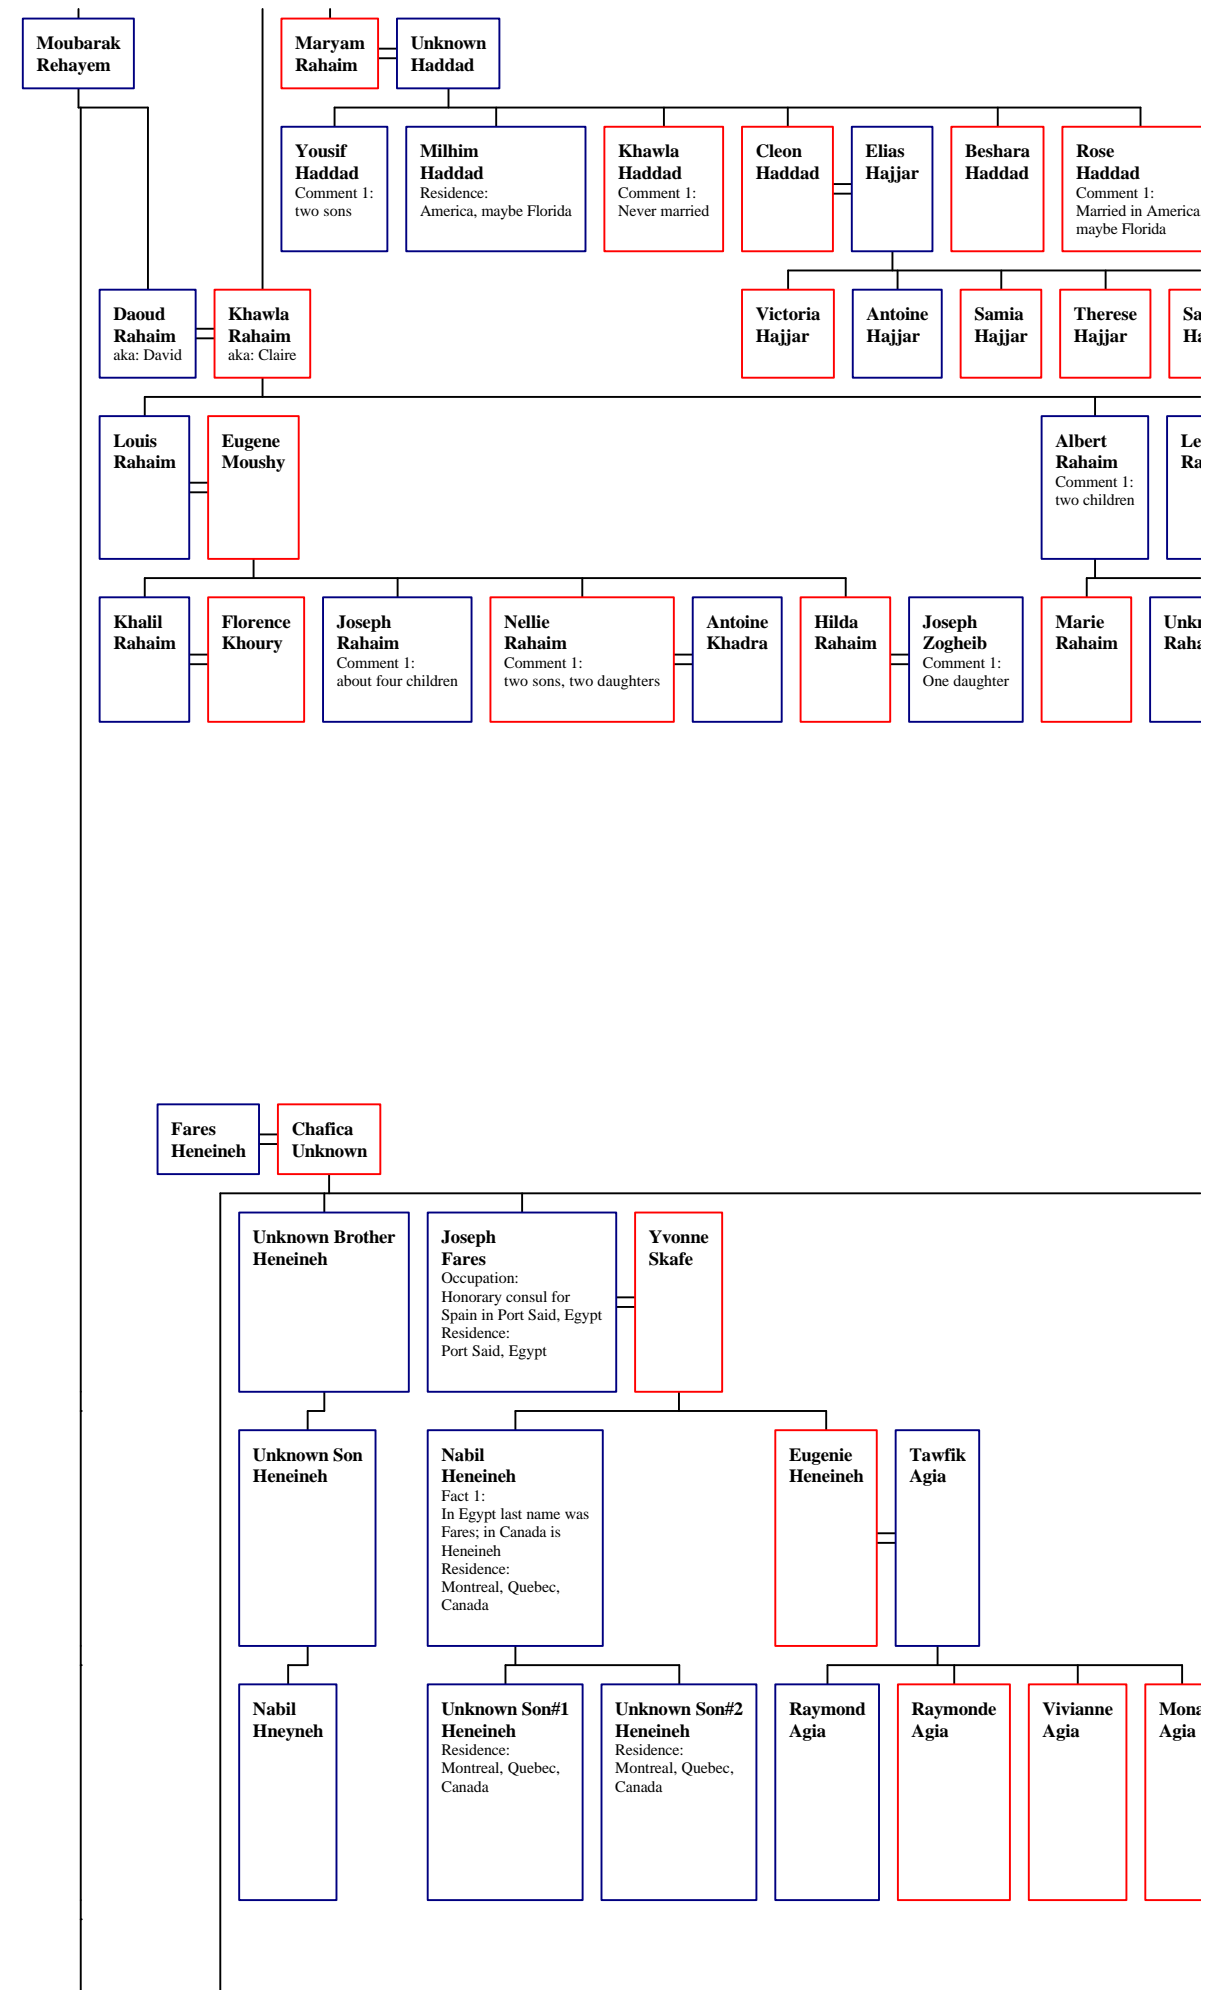 Moubarak
Rehayem
Maryam
Rahaim
Unknown
Haddad
Yousif
Haddad
Comment 1:
two sons
Milhim
Haddad
Residence:
America, maybe Florida
Khawla
Haddad
Comment 1:
Never married
Cleon
Haddad
Elias
Hajjar
Beshara
Haddad
Rose
Haddad
Comment 1:
Married in America
maybe Florida
Daoud
Rahaim
aka: David
Khawla
Rahaim
aka: Claire
Victoria
Hajjar
Antoine
Hajjar
Samia
Hajjar
Therese
Hajjar
Louis
Rahaim
Eugene
Moushy
Albert
Rahaim
Comment 1:
two children
Khalil
Rahaim
Florence
Khoury
Joseph
Rahaim
Comment 1:
about four children
Nellie
Rahaim
Comment 1:
two sons, two daughters
Antoine
Khadra
Hilda
Rahaim
Joseph
Zogheib
Comment 1:
One daughter
Marie
Rahaim
Fares
Heneineh
Chafica
Unknown
Unknown Brother
Heneineh
Joseph
Fares
Occupation:
Honorary consul for
Spain in Port Said, Egypt
Residence:
Port Said, Egypt
Yvonne
Skafe
Unknown Son
Heneineh
Nabil
Heneineh
Fact 1:
In Egypt last name was
Fares; in Canada is
Heneineh
Residence:
Montreal, Quebec,
Canada
Eugenie
Heneineh
Tawfik
Agia
Nabil
Hneyneh
Unknown Son#1
Heneineh
Residence:
Montreal, Quebec,
Canada
Unknown Son#2
Heneineh
Residence:
Montreal, Quebec,
Canada
Raymond
Agia
Raymonde
Agia
Vivianne
Agia
Mona
Agia